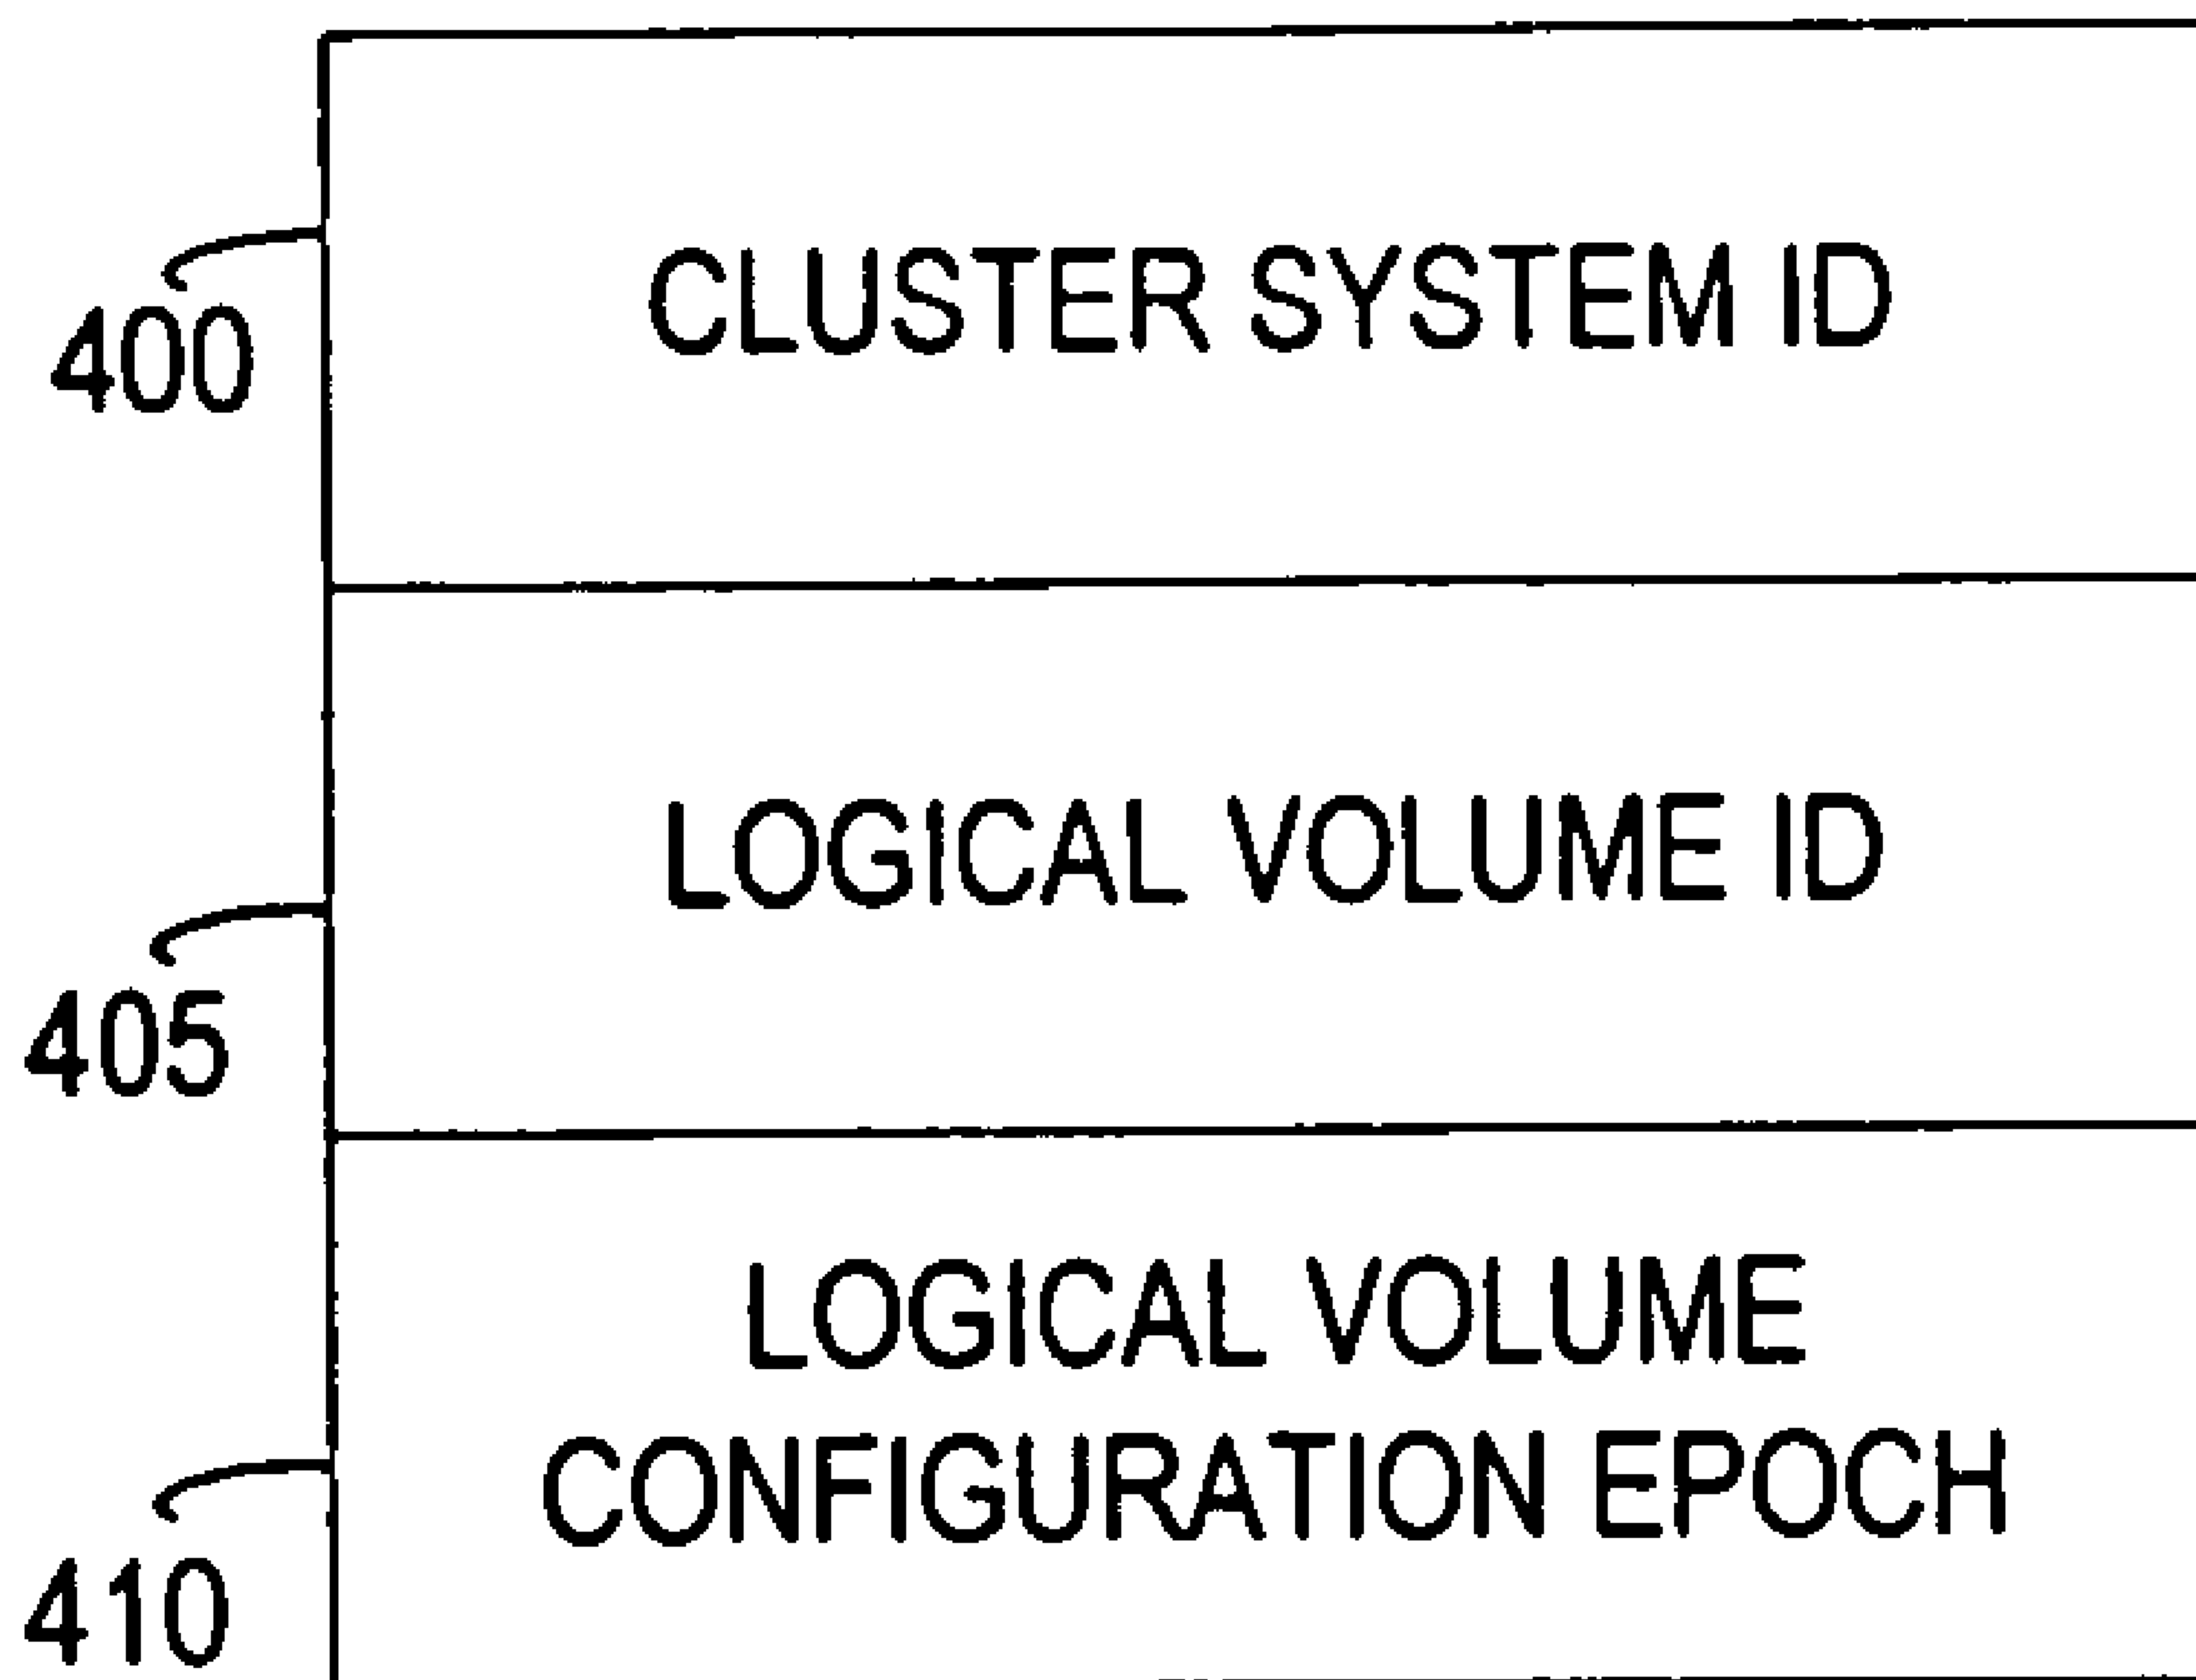 CLUSTER SYSTEM ID
400
LOGICAL VOLUME ID
405
LOGICAL VOLUME
CONFIGURATION EPOCH
410